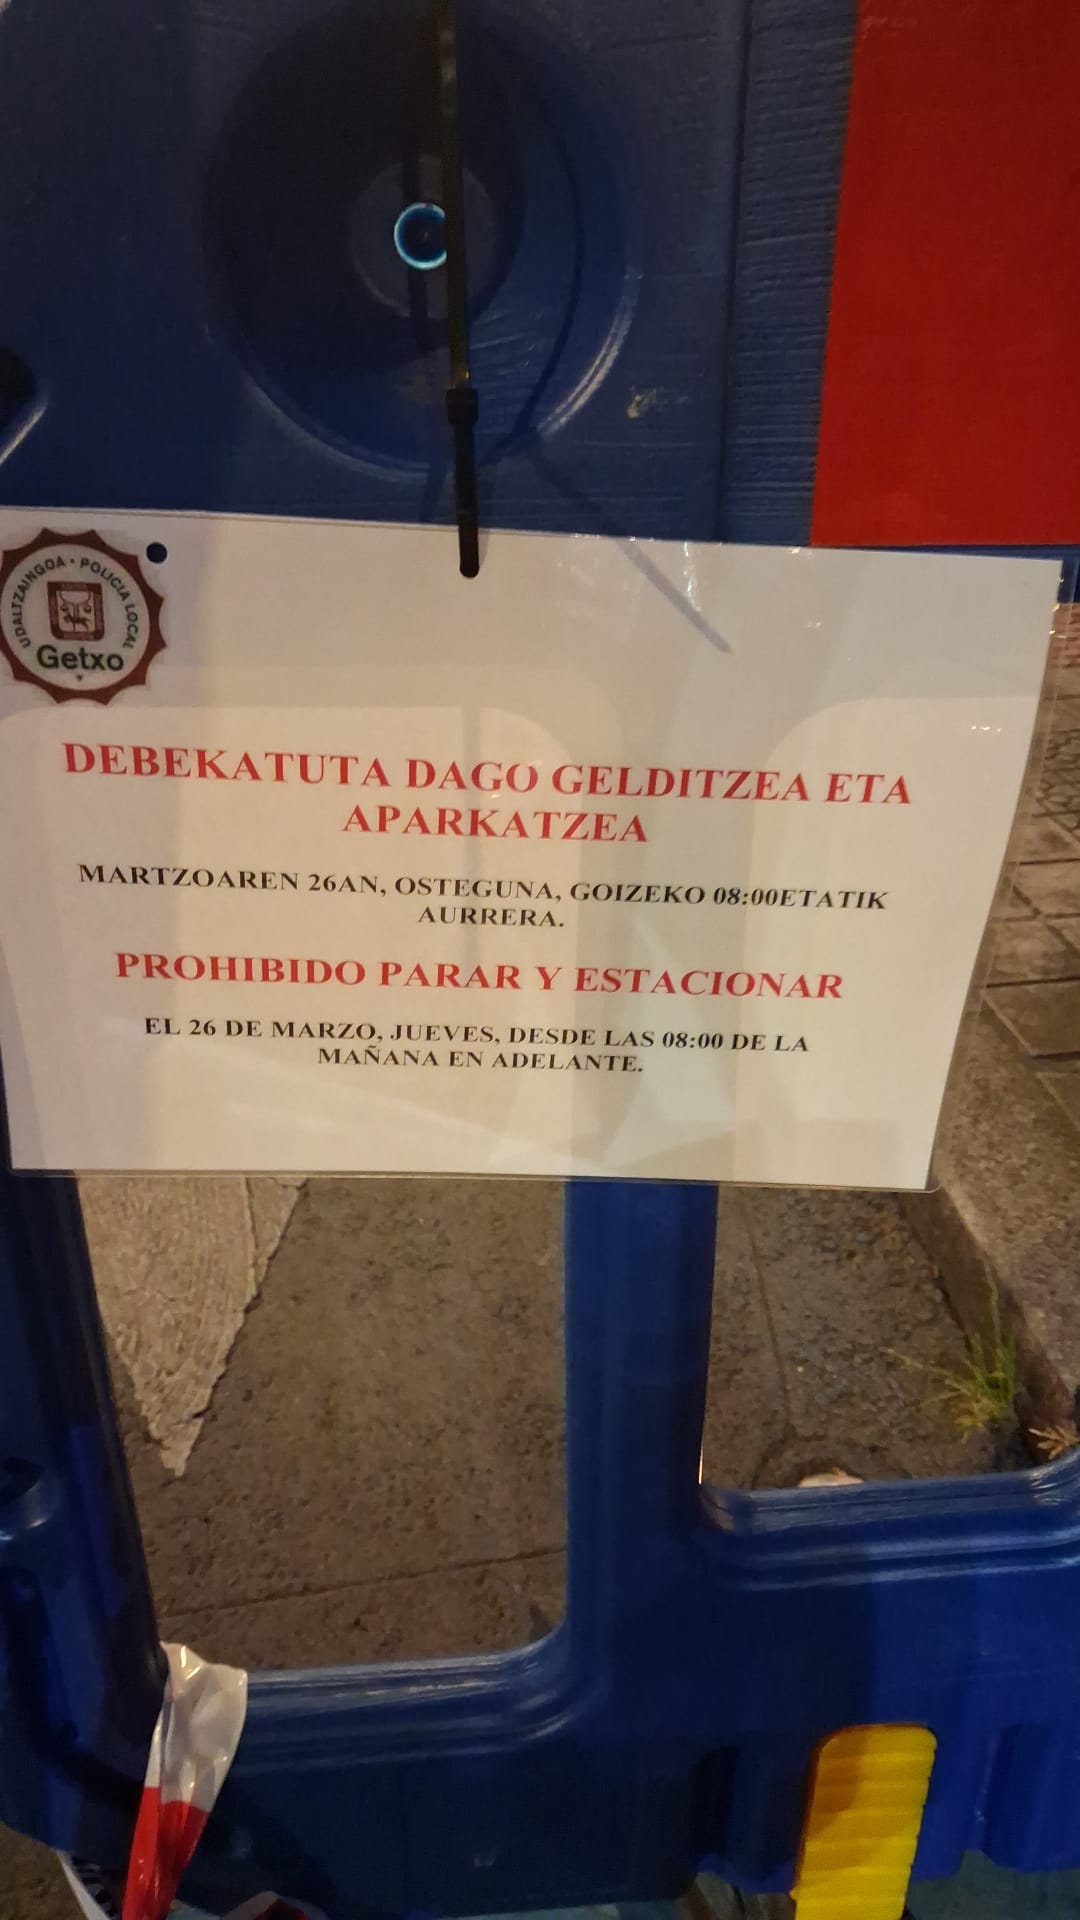 UDALTZAINGOA · POLICIA LOCAL
Getxo
DEBEKATUTA DAGO GELDITZEA ETA
APARKATZEA
MARTZOAREN 26AN, OSTEGUNA, GOIZEKO 08:00ETATIK
AURRERA.
PROHIBIDO PARAR Y ESTACIONAR
EL 26 DE MARZO, JUEVES, DESDE LAS 08:00 DE LA
MAÑANA EN ADELANTE.